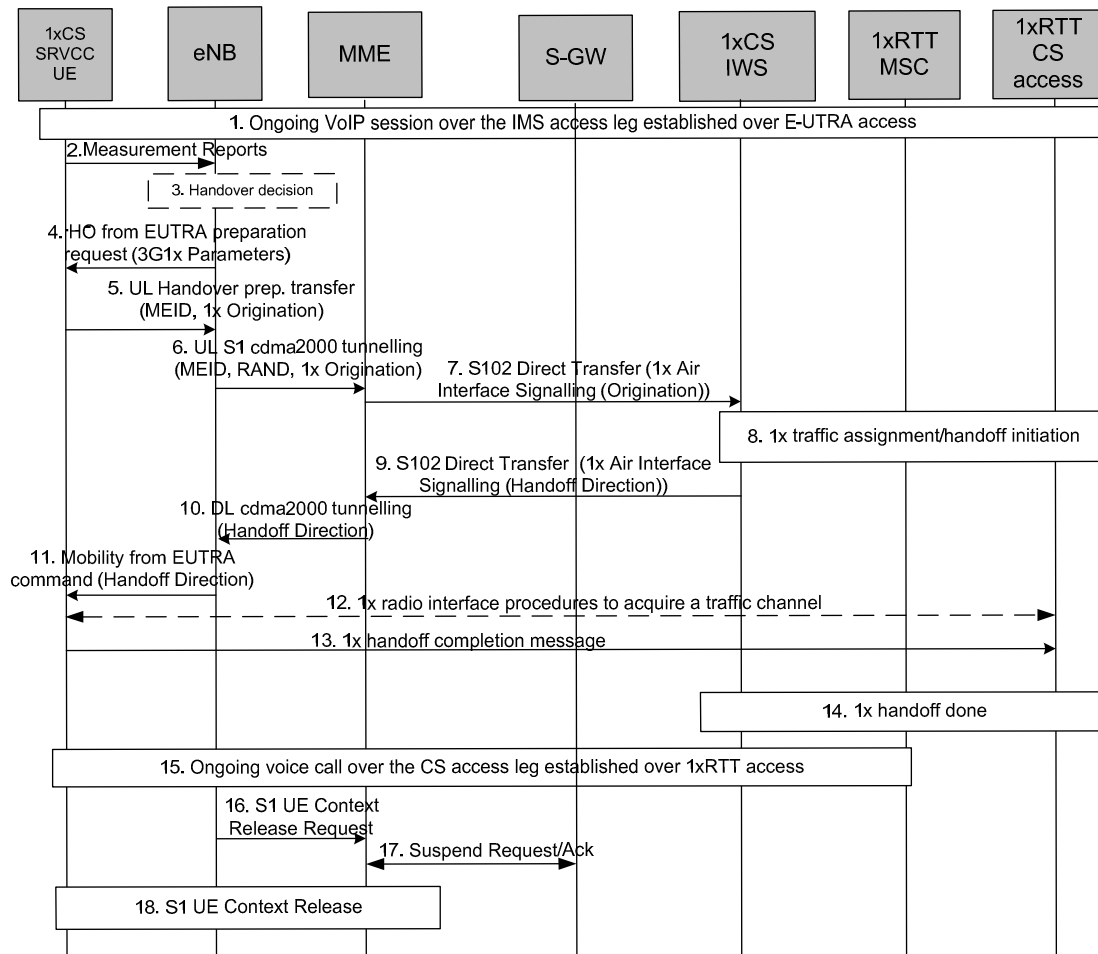 1xCS
SRVCC
UE
eNB
MME
S-GW
1xCS
IWS
1xRTT
MSC
1xRTT
CS
access
1. Ongoing VoIP session over the IMS access leg established over E-UTRA access
2.Measurement Reports
3. Handover decision
4. HO from EUTRA preparation
request (3G1x Parameters)
5. UL Handover prep. transfer
(MEID, 1x Origination)
6. UL S1 cdma2000 tunnelling
(MEID, RAND, 1x Origination)
7. S102 Direct Transfer (1x Air
Interface Signalling (Origination))
8. 1x traffic assignment/handoff initiation
9. S102 Direct Transfer (1x Air Interface
Signalling (Handoff Direction))
10. DL cdma2000 tunnelling
(Handoff Direction)
11. Mobility from EUTRA
command (Handoff Direction)
12. 1x radio interface procedures to acquire a traffic channel
13. 1x handoff completion message
14. 1x handoff done
15. Ongoing voice call over the CS access leg established over 1xRTT access
16. S1 UE Context
Release Request
17. Suspend Request/Ack
18. S1 UE Context Release